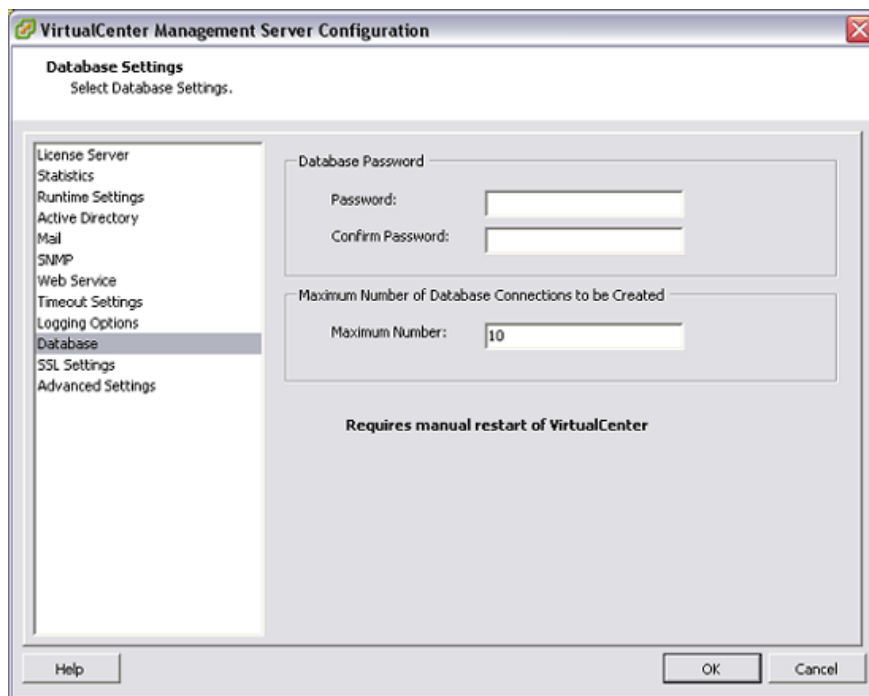 VirtualCenter Management Server Configuration
Database Settings
Select Database Settings.
License Server
Statistics
Runtime Settings
Active Directory
Mail
SNMP
Web Service
Timeout Settings
Logging Options
Database
SSL Settings
Advanced Settings
Database Password
Password:
Confirm Password:
Maximum Number of Database Connections to be Created
Maximum Number: 10
Requires manual restart of VirtualCenter
Help OK Cancel